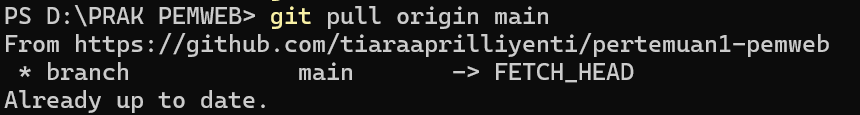 PS D:\PRAK PEMWEB> git pull origin main
From https://github.com/tiaraaprilliyenti/pertemuan1-pemweb
 * branch            main       -> FETCH_HEAD
Already up to date.